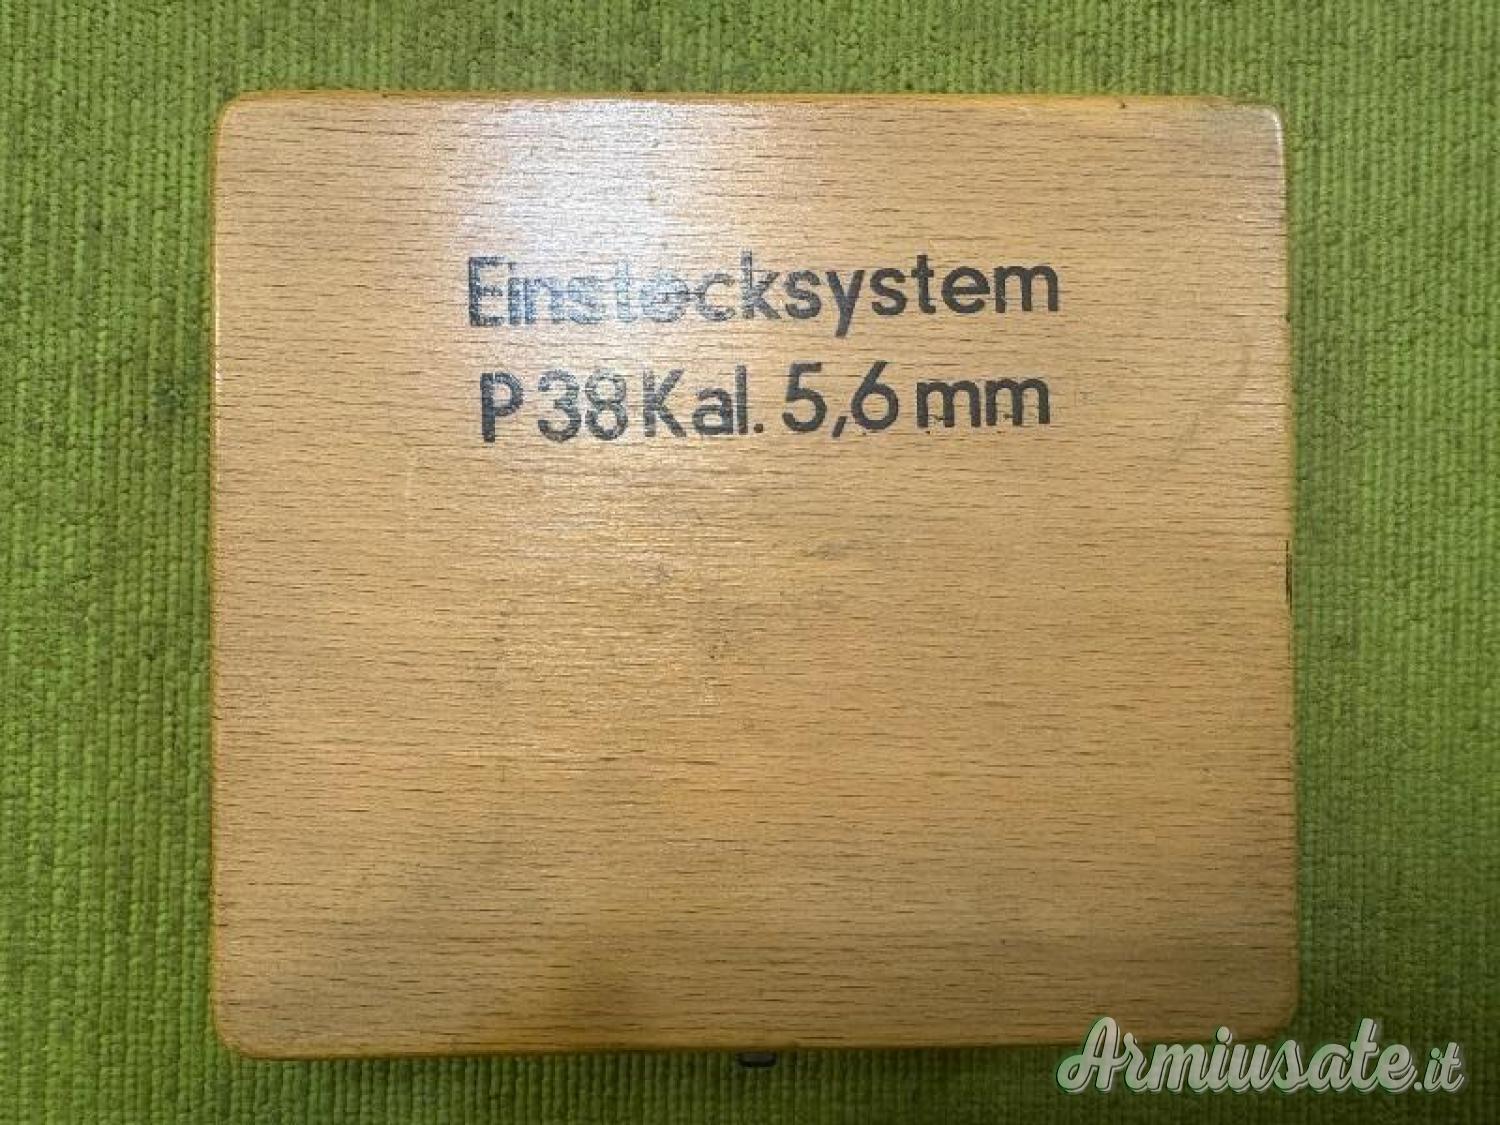 Einstecksystem
P 38 Kal. 5,6 mm
Armiusate.it